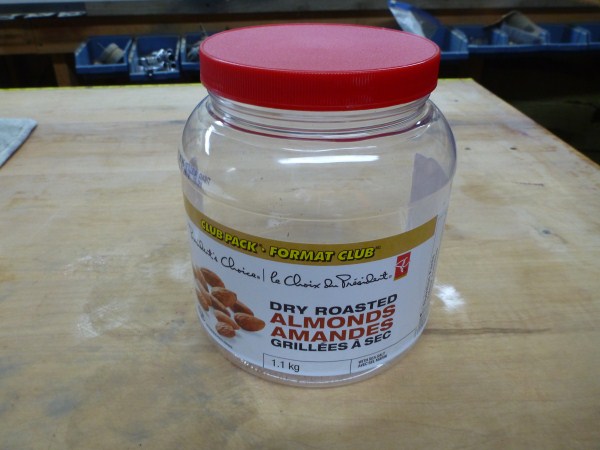 CLUB PACK • FORMAT CLUB
President's Choice | Le Choix du Président
DRY ROASTED
ALMONDS
AMANDES
GRILLÉES À SEC
1.1 kg